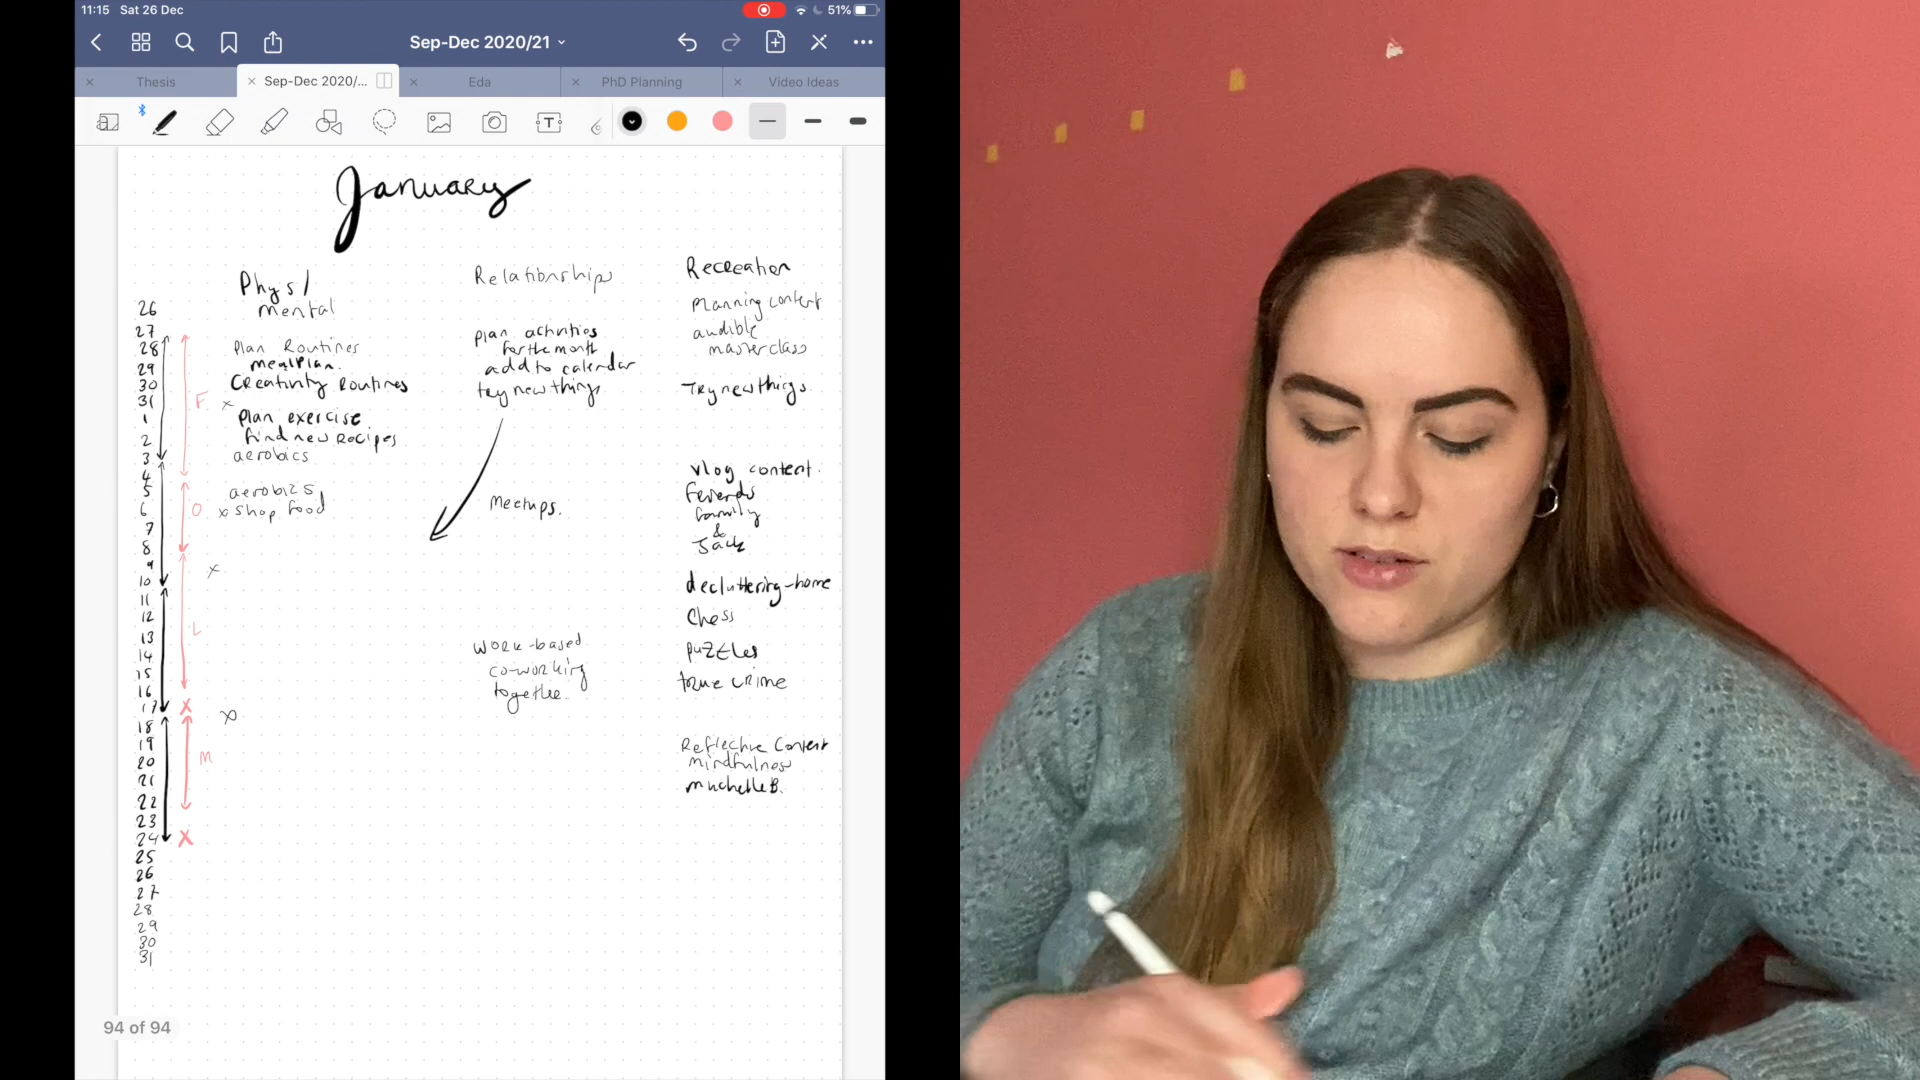 11:15 Sat 26 Dec
51%
Sep-Dec 2020/21
Thesis
Sep-Dec 2020/...
Eda
PhD Planning
Video Ideas
January
Phys/
mental
Relationships
Recreation
26
27
28
29
30
31
1
2
3
4
5
6
7
8
9
10
11
12
13
14
15
16
17
18
19
20
21
22
23
24
25
26
27
28
29
30
31
F
O
L
X
M
X
Plan Routines
mealplan.
Creativity Routines
x
Plan exercise
find new recipes
aerobics
aerobics
x shop food
x
x
plan activities
for the month
add to calendar
try new things
Meetups.
work-based
co-working
together.
Planning content
audible
masterclass
Try new things
vlog content.
friends
family
&
Jack
decluttering-home
Chess
puzzles
true crime
Reflective Content
mindfulness
michelle B.
94 of 94